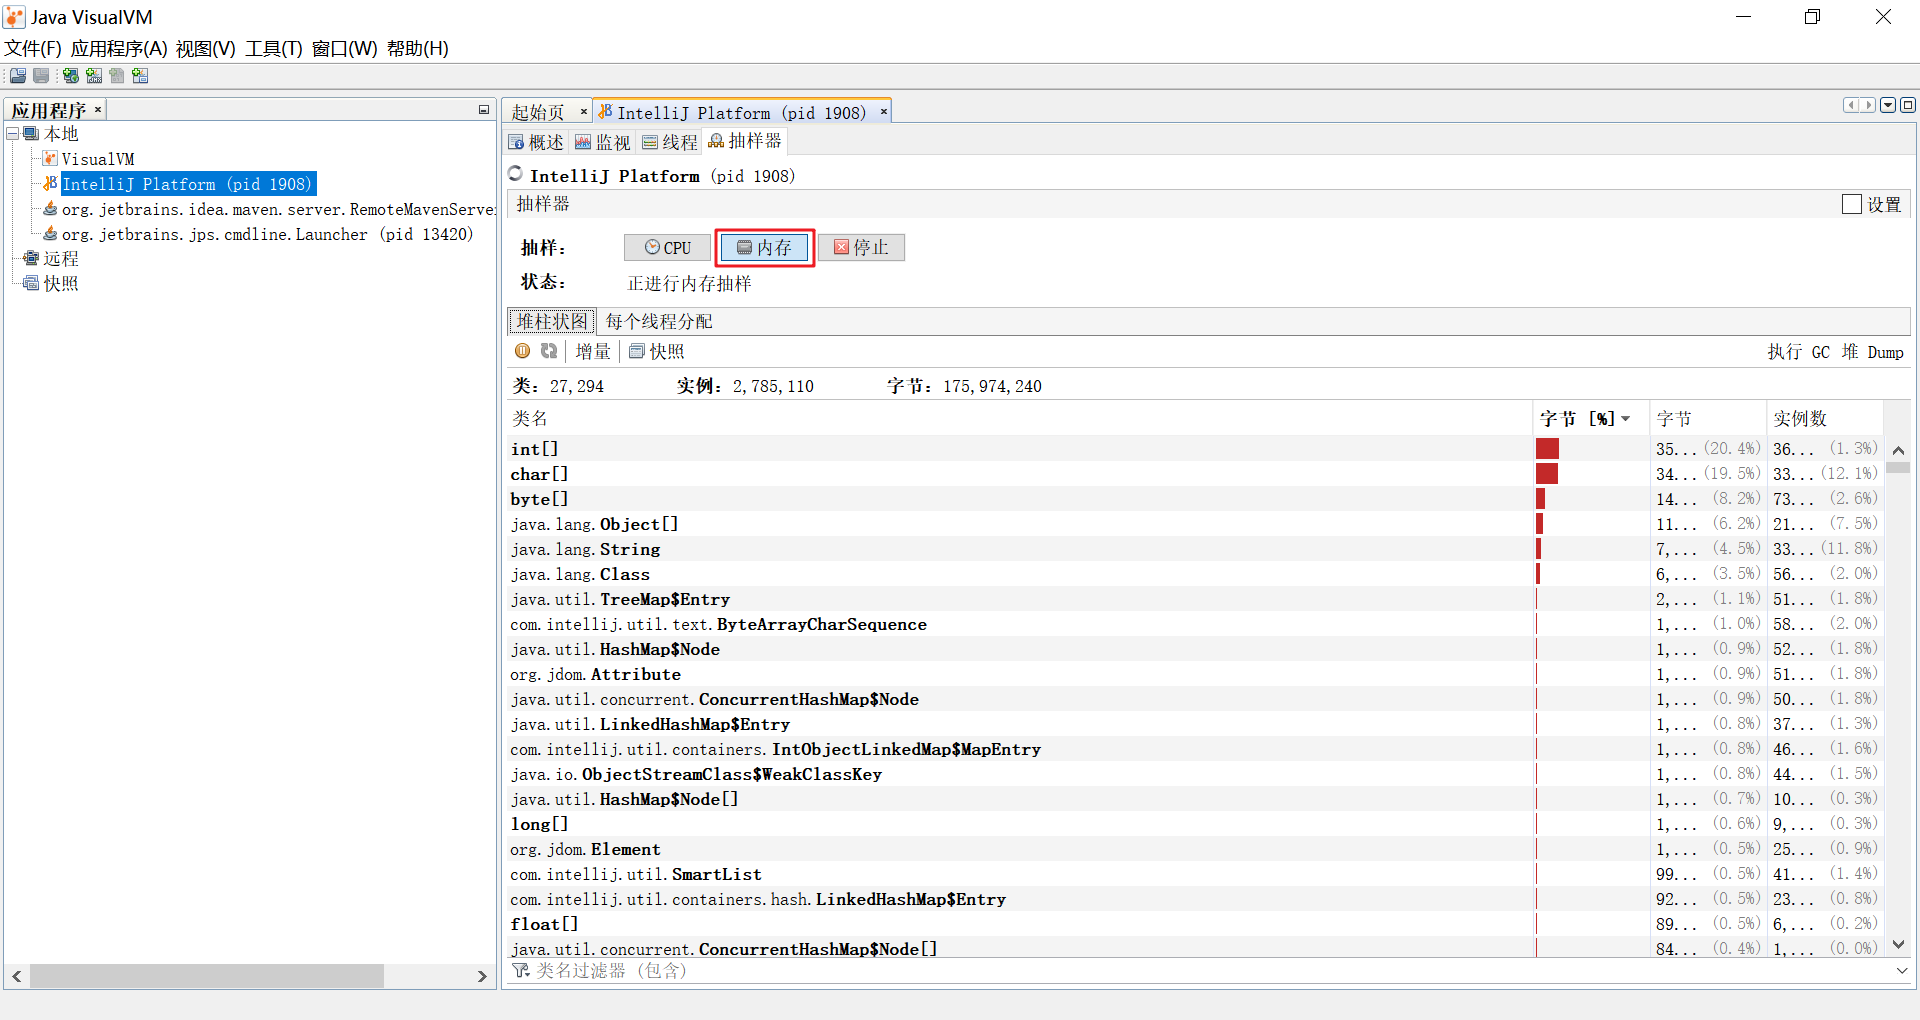 Java VisualVM
文件(F) 应用程序(A) 视图(V) 工具(T) 窗口(W) 帮助(H)
应用程序
本地
VisualVM
IntelliJ Platform (pid 1908)
org.jetbrains.idea.maven.server.RemoteMavenServer
org.jetbrains.jps.cmdline.Launcher (pid 13420)
远程
快照
起始页 IntelliJ Platform (pid 1908)
概述 监视 线程 抽样器
IntelliJ Platform (pid 1908)
抽样器 设置
抽样： CPU 内存 停止
状态： 正进行内存抽样
堆柱状图 每个线程分配
增量 快照 执行 GC 堆 Dump
类： 27,294 实例： 2,785,110 字节： 175,974,240
类名 字节 [%] 字节 实例数
int[] 35... (20.4%) 36... (1.3%)
char[] 34... (19.5%) 33... (12.1%)
byte[] 14... (8.2%) 73... (2.6%)
java.lang.Object[] 11... (6.2%) 21... (7.5%)
java.lang.String 7,... (4.5%) 33... (11.8%)
java.lang.Class 6,... (3.5%) 56... (2.0%)
java.util.TreeMap$Entry 2,... (1.1%) 51... (1.8%)
com.intellij.util.text.ByteArrayCharSequence 1,... (1.0%) 58... (2.0%)
java.util.HashMap$Node 1,... (0.9%) 52... (1.8%)
org.jdom.Attribute 1,... (0.9%) 51... (1.8%)
java.util.concurrent.ConcurrentHashMap$Node 1,... (0.9%) 50... (1.8%)
java.util.LinkedHashMap$Entry 1,... (0.8%) 37... (1.3%)
com.intellij.util.containers.IntObjectLinkedMap$MapEntry 1,... (0.8%) 46... (1.6%)
java.io.ObjectStreamClass$WeakClassKey 1,... (0.8%) 44... (1.5%)
java.util.HashMap$Node[] 1,... (0.7%) 10... (0.3%)
long[] 1,... (0.6%) 9,... (0.3%)
org.jdom.Element 1,... (0.5%) 25... (0.9%)
com.intellij.util.SmartList 99... (0.5%) 41... (1.4%)
com.intellij.util.containers.hash.LinkedHashMap$Entry 92... (0.5%) 23... (0.8%)
float[] 89... (0.5%) 6,... (0.2%)
java.util.concurrent.ConcurrentHashMap$Node[] 84... (0.4%) 1,... (0.0%)
类名过滤器 (包含)